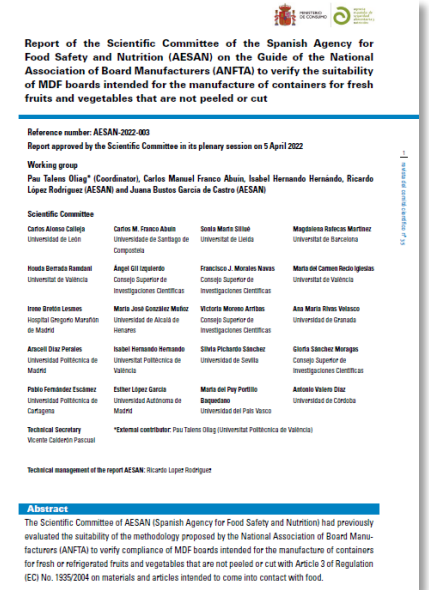 MINISTERIO
DE CONSUMO
Report of the Scientific Committee of the Spanish Agency for
Food Safety and Nutrition (AESAN) on the Guide of the National
Association of Board Manufacturers (ANFTA) to verify the suitability
of MDF boards intended for the manufacture of containers for fresh
fruits and vegetables that are not peeled or cut
Reference number: AESAN-2022-003
Report approved by the Scientific Committee in its plenary session on 5 April 2022
Working group
Pau Talens Oliag* (Coordinator), Carlos Manuel Franco Abuin, Isabel Hernando Hernándo, Ricardo
López Rodríguez (AESAN) and Juana Bustos García de Castro (AESAN)
Scientific Committee
Carlos Alonso Calleja
Universidad de León
Carlos M. Franco Abuin
Universidade de Santiago de
Compostela
Sonia Marín Sillué
Universitat de Lleida
Magdalena Rafecas Martínez
Universitat de Barcelona
Houda Berrada Ramdani
Universitat de València
Ángel Gil Izquierdo
Consejo Superior de
Investigaciones Científicas
Francisco J. Morales Navas
Consejo Superior de
Investigaciones Científicas
María del Carmen Recio Iglesias
Universitat de València
Irene Bretón Lesmes
Hospital Gregorio Marañón
de Madrid
María José González Muñoz
Universidad de Alcalá de
Henares
Victoria Moreno Arribas
Consejo Superior de
Investigaciones Científicas
Ana María Rivas Velasco
Universidad de Granada
Araceli Díaz Perales
Universidad Politécnica de
Madrid
Isabel Hernando Hernando
Universitat Politècnica de
València
Silvia Pichardo Sánchez
Universidad de Sevilla
Gloria Sánchez Moragas
Consejo Superior de
Investigaciones Científicas
Pablo Fernández Escámez
Universidad Politécnica de
Cartagena
Esther López García
Universidad Autónoma de
Madrid
María del Puy Portillo
Baquedano
Universidad del País Vasco
Antonio Valero Díaz
Universidad de Córdoba
Technical Secretary
Vicente Calderón Pascual
*External contributor: Pau Talens Oliag (Universitat Politècnica de València)
Technical management of the report AESAN: Ricardo López Rodríguez
Abstract
The Scientific Committee of AESAN (Spanish Agency for Food Safety and Nutrition) had previously
evaluated the suitability of the methodology proposed by the National Association of Board Manu-
facturers (ANFTA) to verify compliance of MDF boards intended for the manufacture of containers
for fresh or refrigerated fruits and vegetables that are not peeled or cut with Article 3 of Regulation
(EC) No. 1935/2004 on materials and articles intended to come into contact with food.